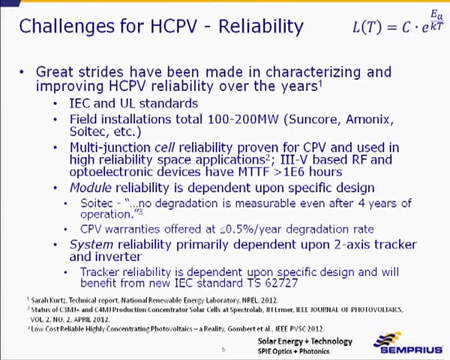 Challenges for HCPV - Reliability
L(T) = C · e^(Ea/kT)
• Great strides have been made in characterizing and
improving HCPV reliability over the years¹
• IEC and UL standards
• Field installations total 100-200MW (Suncore, Amonix,
Soitec, etc.)
• Multi-junction cell reliability proven for CPV and used in
high reliability space applications²; III-V based RF and
optoelectronic devices have MTTF >1E6 hours
• Module reliability is dependent upon specific design
• Soitec - “...no degradation is measurable even after 4 years of
operation.”³
• CPV warranties offered at ≤0.5%/year degradation rate
• System reliability primarily dependent upon 2-axis tracker
and inverter
• Tracker reliability is dependent upon specific design and will
benefit from new IEC standard TS 62727
¹ Sarah Kurtz, Technical report, National Renewable Energy Laboratory, NREL, 2012.
² Status of C3MJ+ and C4MJ Production Concentrator Solar Cells at Spectrolab, JH Ermer, IEEE JOURNAL OF PHOTOVOLTAICS,
VOL. 2, NO. 2, APRIL 2012.
³ Low Cost Reliable Highly Concentrating Photovoltaics – a Reality, Gombert et al., IEEE PVSC 2012.
6
Solar Energy + Technology
SPIE Optics + Photonics
SEMPRIUS